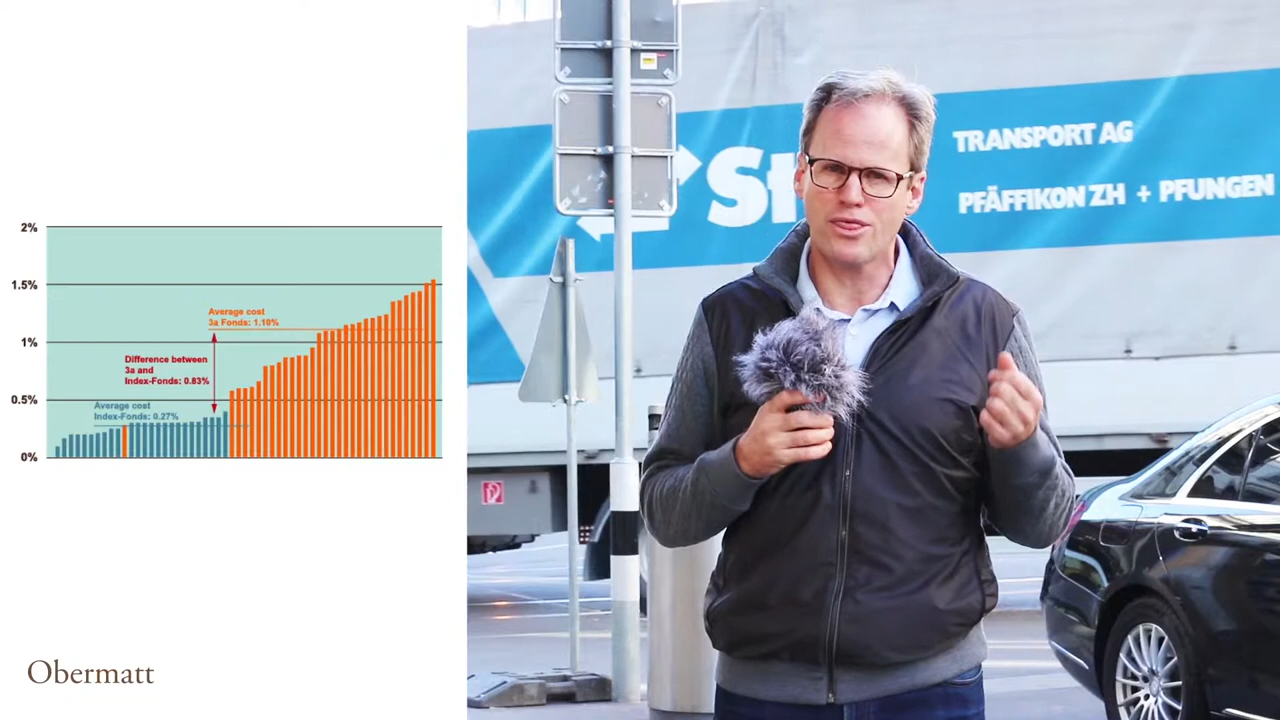 2%
1.5%
1%
0.5%
0%
Average cost
3a Fonds: 1.10%
Difference between
3a and
Index-Fonds: 0.83%
Average cost
Index-Fonds: 0.27%
Obermatt
St
TRANSPORT AG
PFÄFFIKON ZH + PFUNGEN